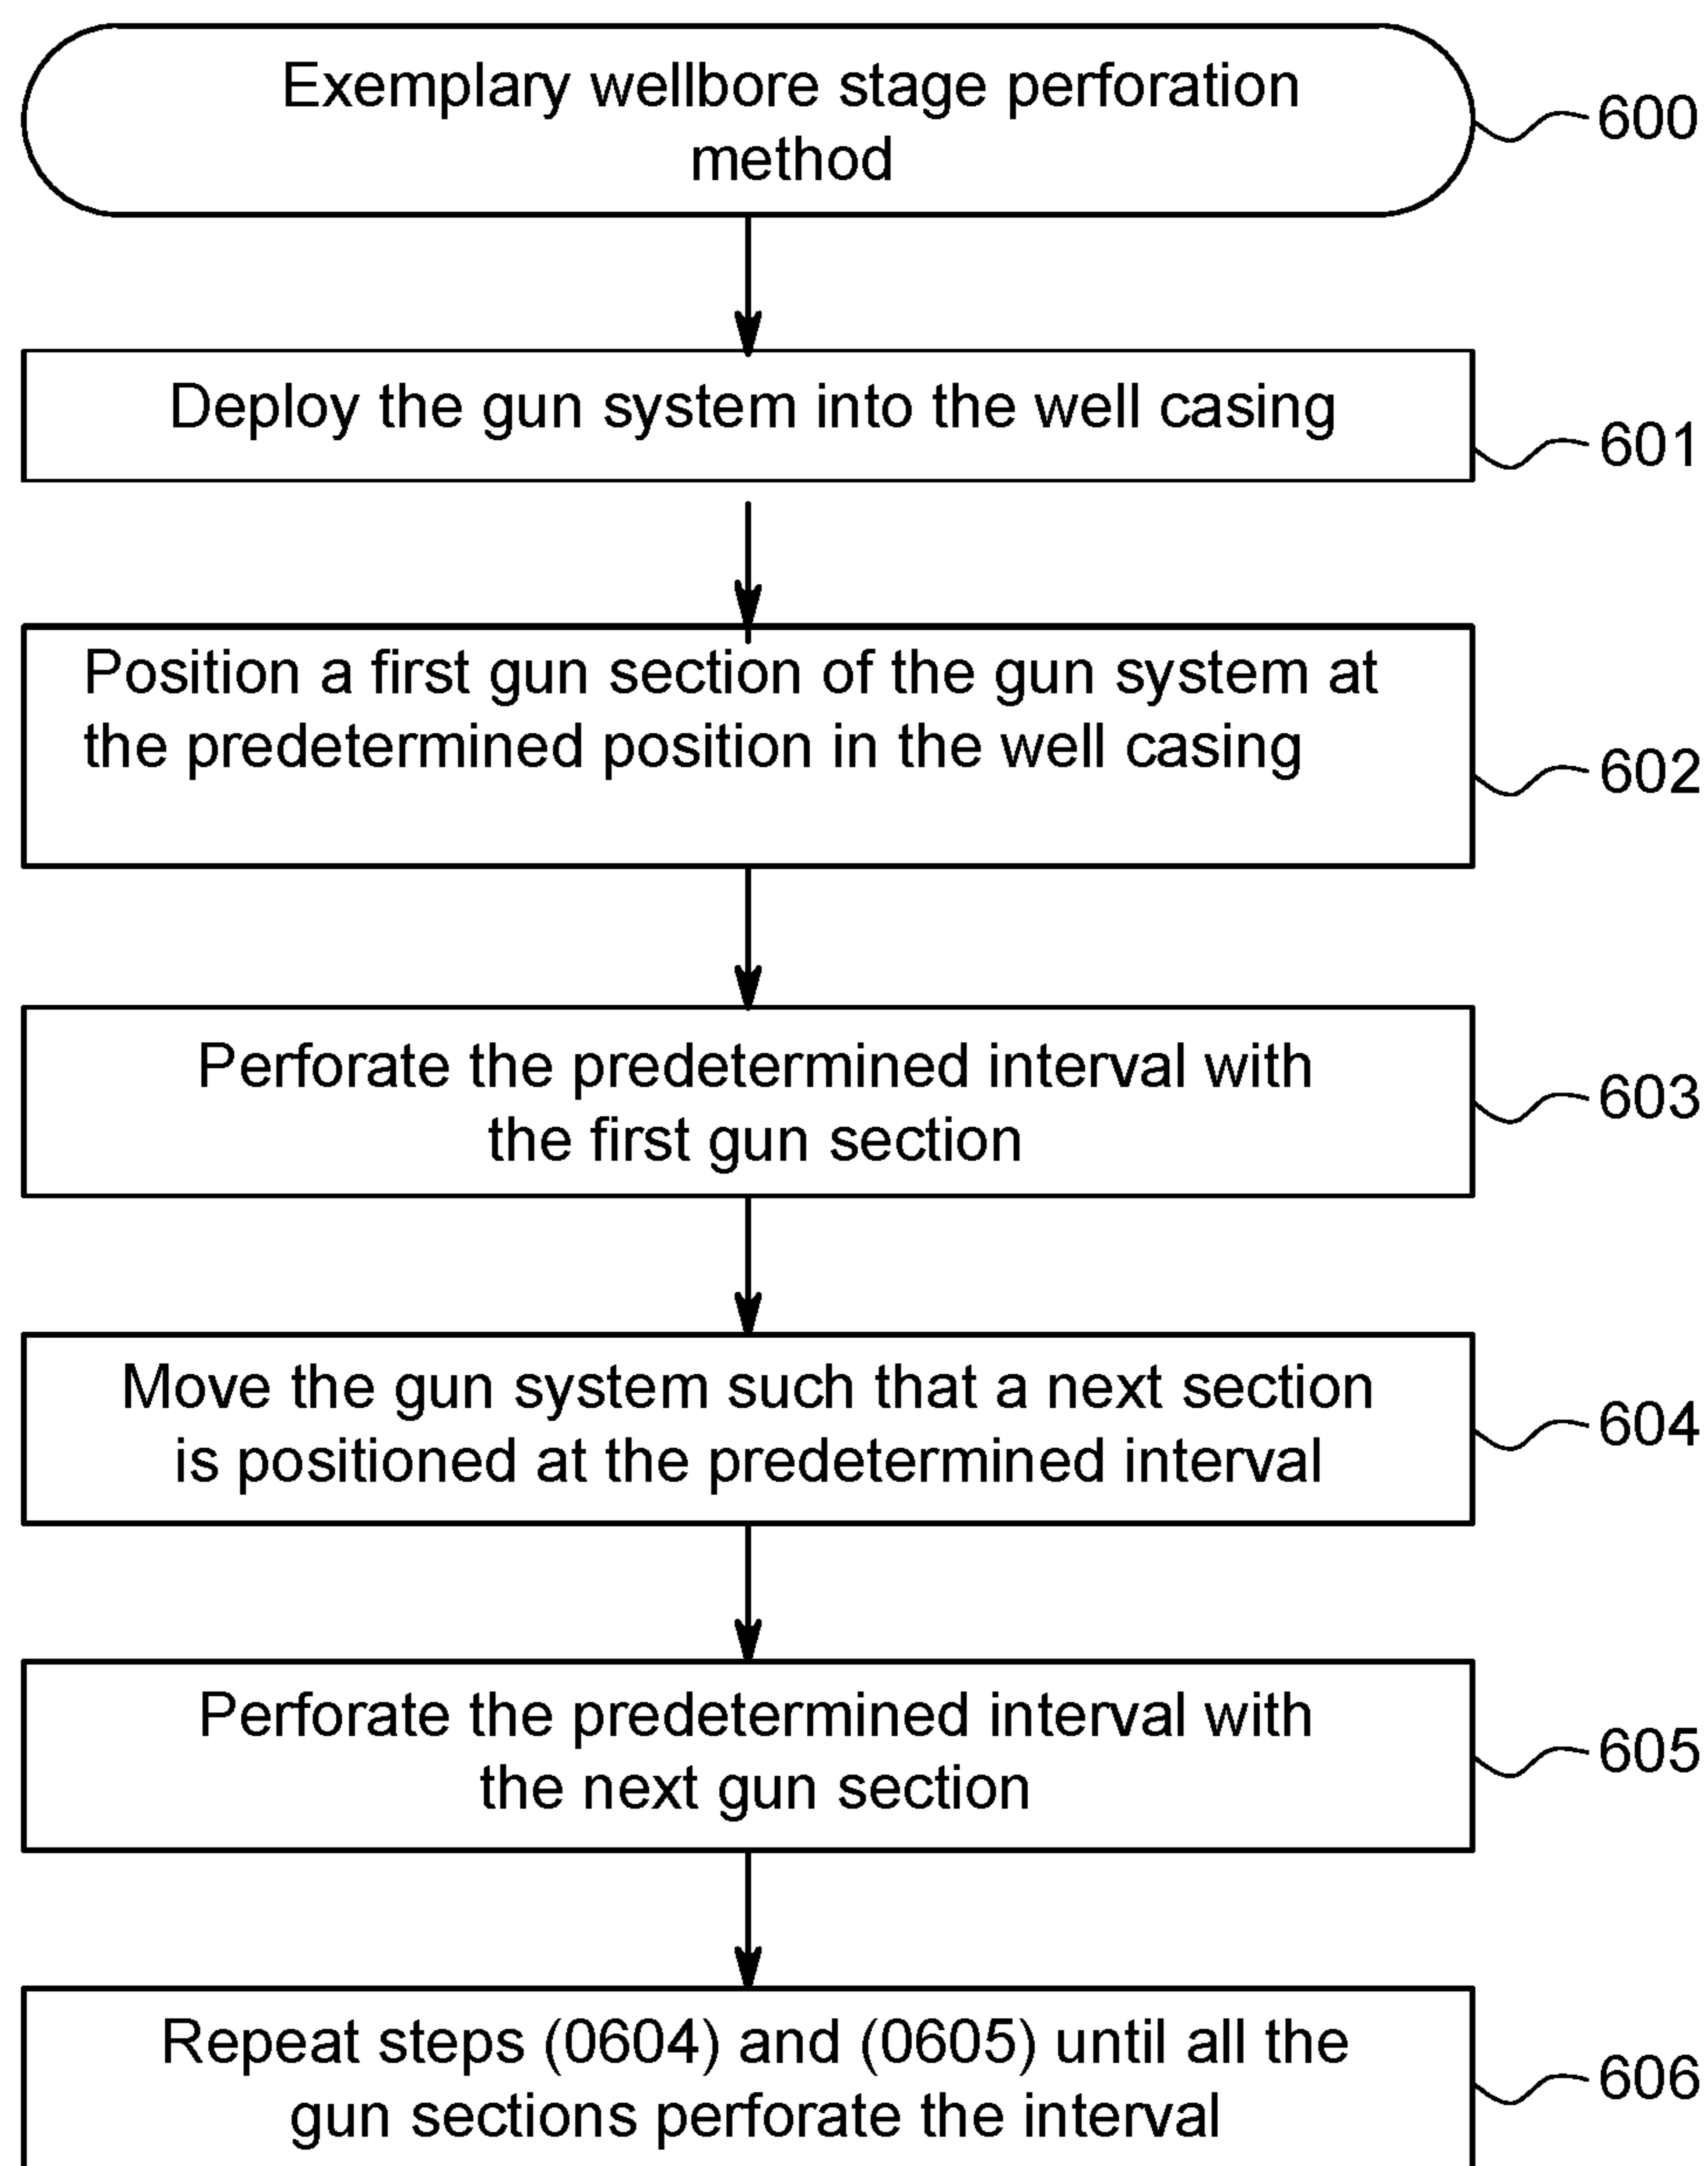 Exemplary wellbore stage perforation
method
600
Deploy the gun system into the well casing
601
Position a first gun section of the gun system at
the predetermined position in the well casing
602
Perforate the predetermined interval with
the first gun section
603
Move the gun system such that a next section
is positioned at the predetermined interval
604
Perforate the predetermined interval with
the next gun section
605
Repeat steps (0604) and (0605) until all the
gun sections perforate the interval
606